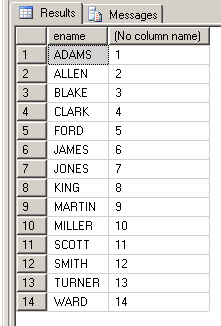 Results Messages
ename (No column name)
1 ADAMS 1
2 ALLEN 2
3 BLAKE 3
4 CLARK 4
5 FORD 5
6 JAMES 6
7 JONES 7
8 KING 8
9 MARTIN 9
10 MILLER 10
11 SCOTT 11
12 SMITH 12
13 TURNER 13
14 WARD 14